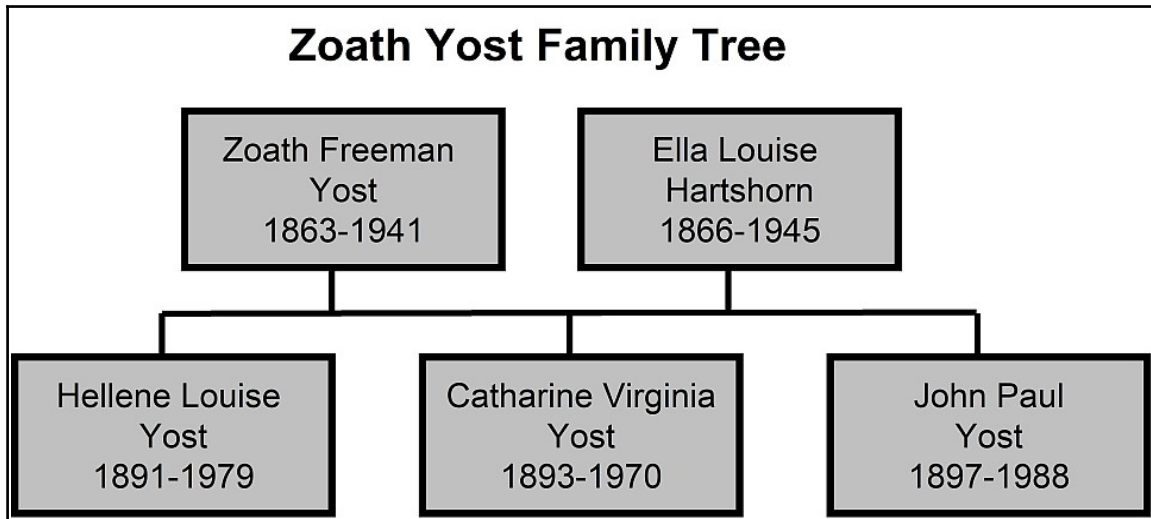 Zoath Yost Family Tree
Zoath Freeman
Yost
1863-1941
Ella Louise
Hartshorn
1866-1945
Hellene Louise
Yost
1891-1979
Catharine Virginia
Yost
1893-1970
John Paul
Yost
1897-1988